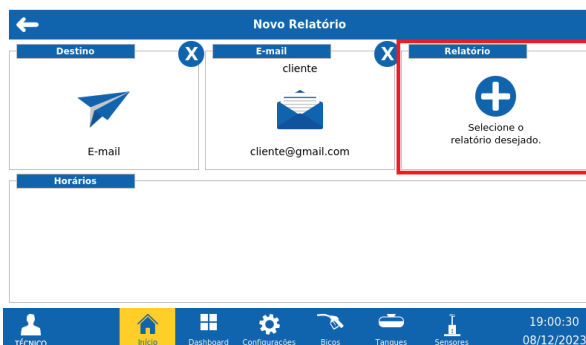 Novo Relatório
Destino
X
E-mail
E-mail
cliente
cliente@gmail.com
X
Relatório
Selecione o
relatório desejado.
Horários
TÉCNICO
Início
Dashboard
Configurações
Bicos
Tanques
Sensores
19:00:30
08/12/2023